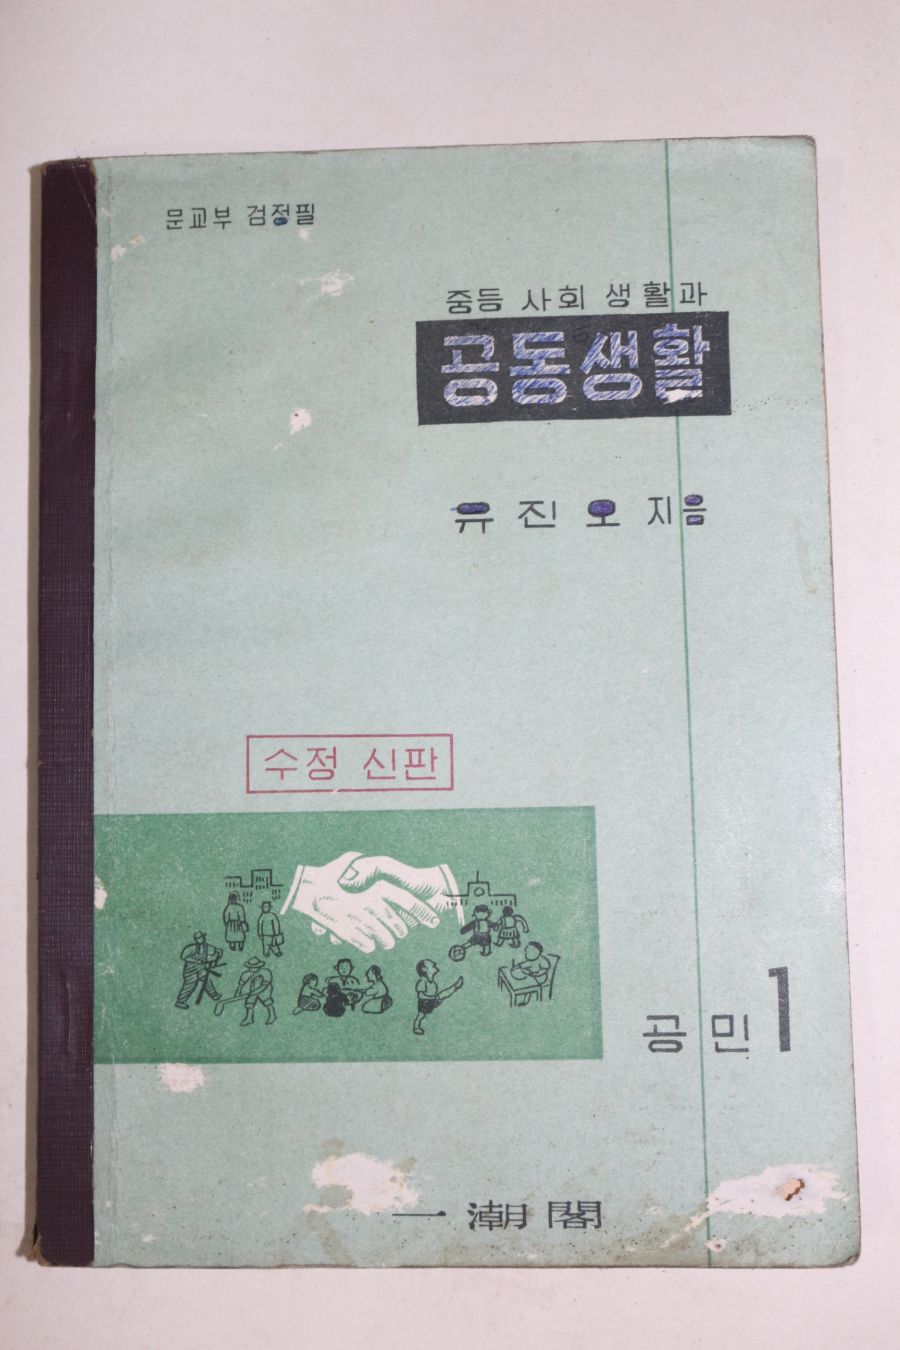 문교부 검정필
중등 사회 생활과
공동생활
유진오 지음
수정 신판
공민 1
一潮閣